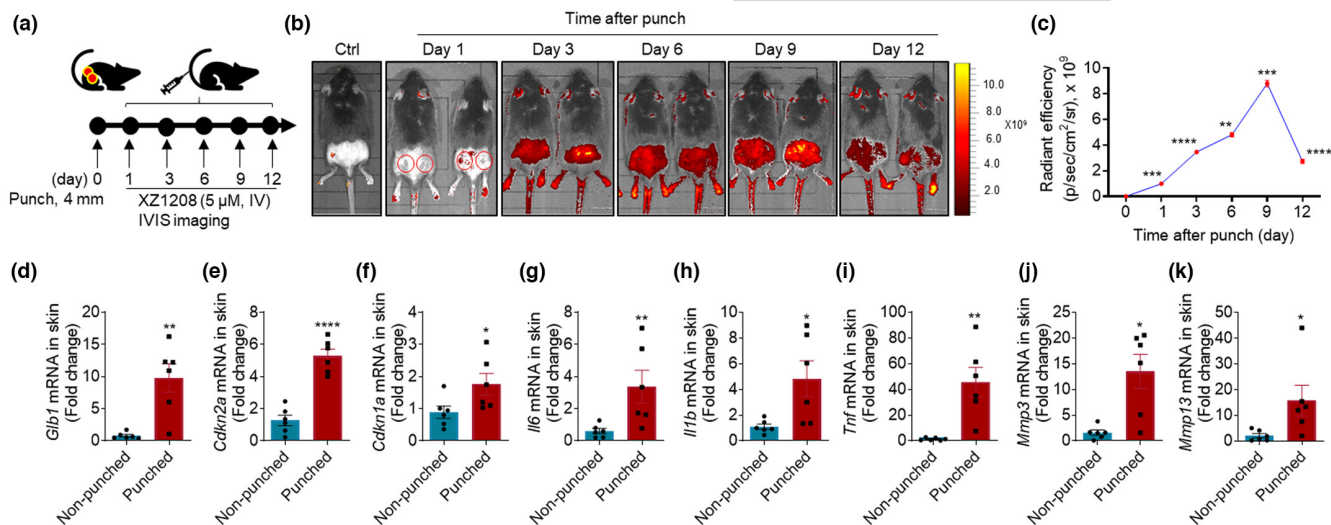 (a)
(day) 0 1 3 6 9 12
Punch, 4 mm
XZ1208 (5 μM, IV)
IVIS imaging
(b)
Time after punch
Ctrl Day 1 Day 3 Day 6 Day 9 Day 12
10.0
8.0
X10⁹
6.0
4.0
2.0
(c)
Radiant efficiency
(p/sec/cm²/sr), x 10⁹
10
8
6
4
2
0
***
****
**
***
****
0 1 3 6 9 12
Time after punch (day)
(d)
Glb1 mRNA in skin
(Fold change)
20
15
10
5
0
**
Non-punched Punched
(e)
Cdkn2a mRNA in skin
(Fold change)
8
6
4
2
0
****
Non-punched Punched
(f)
Cdkn1a mRNA in skin
(Fold change)
4
3
2
1
0
*
Non-punched Punched
(g)
Il6 mRNA in skin
(Fold change)
8
6
4
2
0
**
Non-punched Punched
(h)
Il1b mRNA in skin
(Fold change)
10
8
6
4
2
0
*
Non-punched Punched
(i)
Tnf mRNA in skin
(Fold change)
100
80
60
40
20
0
**
Non-punched Punched
(j)
Mmp3 mRNA in skin
(Fold change)
25
20
15
10
5
0
*
Non-punched Punched
(k)
Mmp13 mRNA in skin
(Fold change)
50
40
30
20
10
0
*
Non-punched Punched